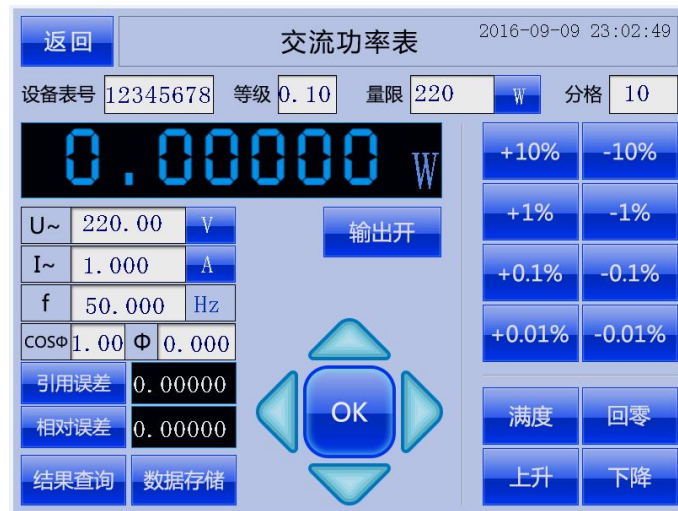 返回 交流功率表 2016-09-09 23:02:49
设备表号 12345678 等级 0.10 量限 220 W 分格 10
0.00000 W
+10% -10%
U~ 220.00 V 输出开 +1% -1%
I~ 1.000 A +0.1% -0.1%
f 50.000 Hz
COSΦ 1.00 Φ 0.000 +0.01% -0.01%
引用误差 0.00000
相对误差 0.00000 OK 满度 回零
结果查询 数据存储 上升 下降